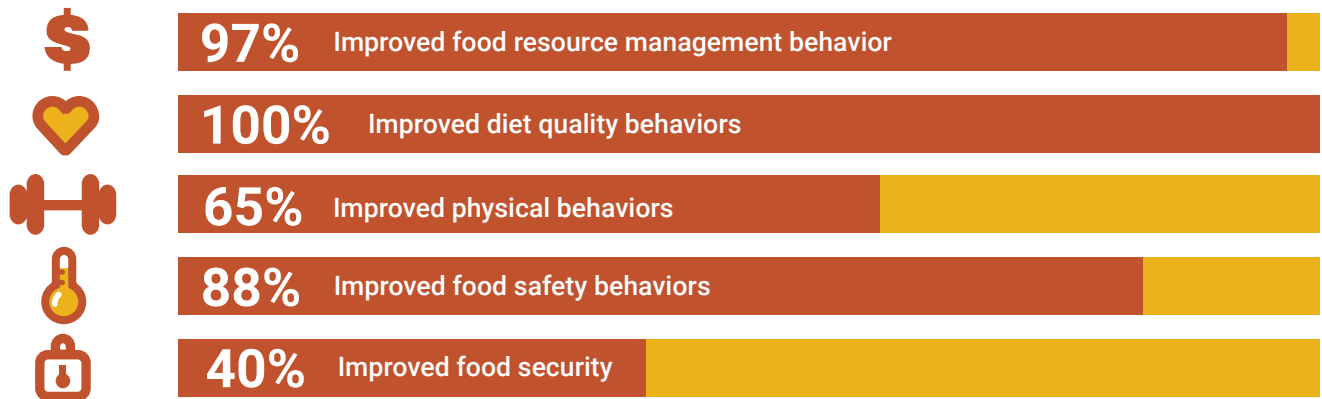 $
97% Improved food resource management behavior
100% Improved diet quality behaviors
65% Improved physical behaviors
88% Improved food safety behaviors
40% Improved food security